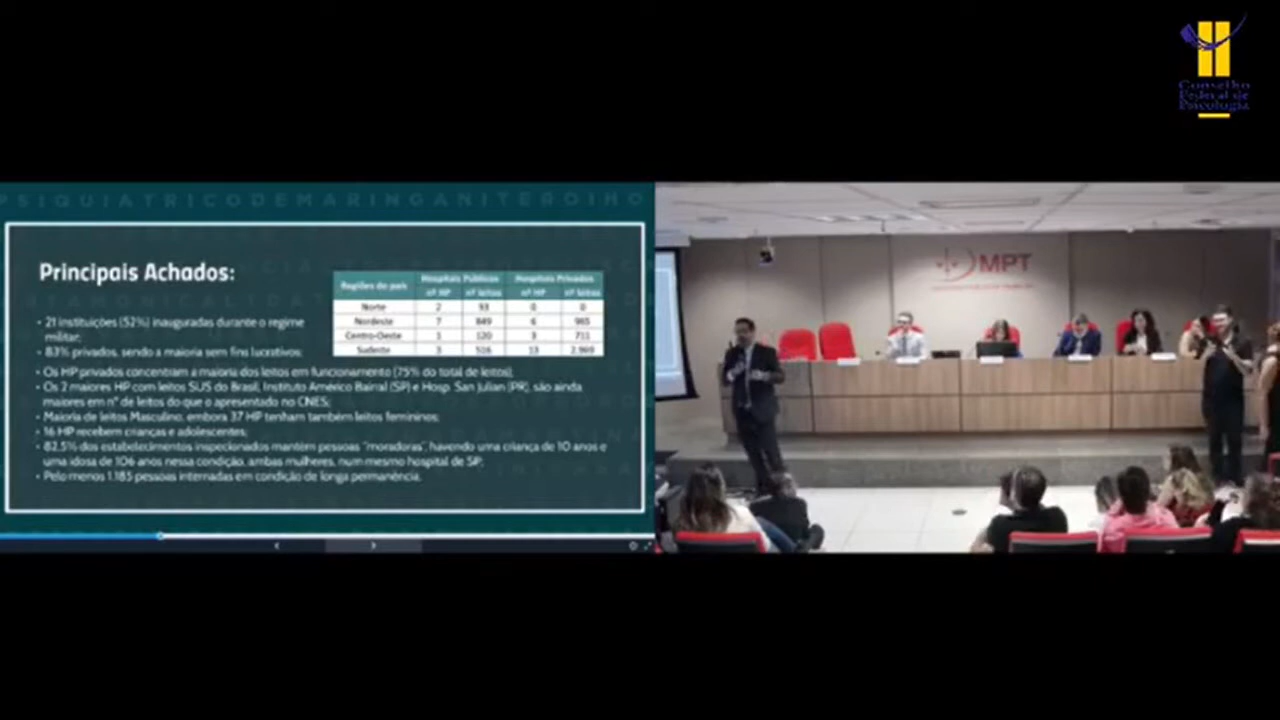 Conselho
Federal de
Psicologia
PSIQUIATRICODEMARINGANITEROIHO
Principais Achados:
Regiões do país Hospitais Públicos Hospitais Privados
nº HP nº leitos nº HP nº leitos
Norte 2 93 0 0
Nordeste 7 849 6 965
Centro-Oeste 1 120 3 711
Sudeste 3 516 13 2.969
• 21 instituições (52%) inauguradas durante o regime
militar;
• 83% privados, sendo a maioria sem fins lucrativos;
• Os HP privados concentram a maioria dos leitos em funcionamento (75% do total de leitos);
• Os 2 maiores HP com leitos SUS do Brasil, Instituto Américo Bairral (SP) e Hosp. San Julian (PR), são ainda
maiores em nº de leitos do que o apresentado no CNES;
• Maioria de leitos Masculino, embora 37 HP tenham também leitos femininos;
• 16 HP recebem crianças e adolescentes;
• 82,5% dos estabelecimentos inspecionados mantém pessoas "moradoras", havendo uma criança de 10 anos e
uma idosa de 106 anos nessa condição, ambas mulheres, num mesmo hospital de SP;
• Pelo menos 1.185 pessoas internadas em condição de longa permanência.
MPT